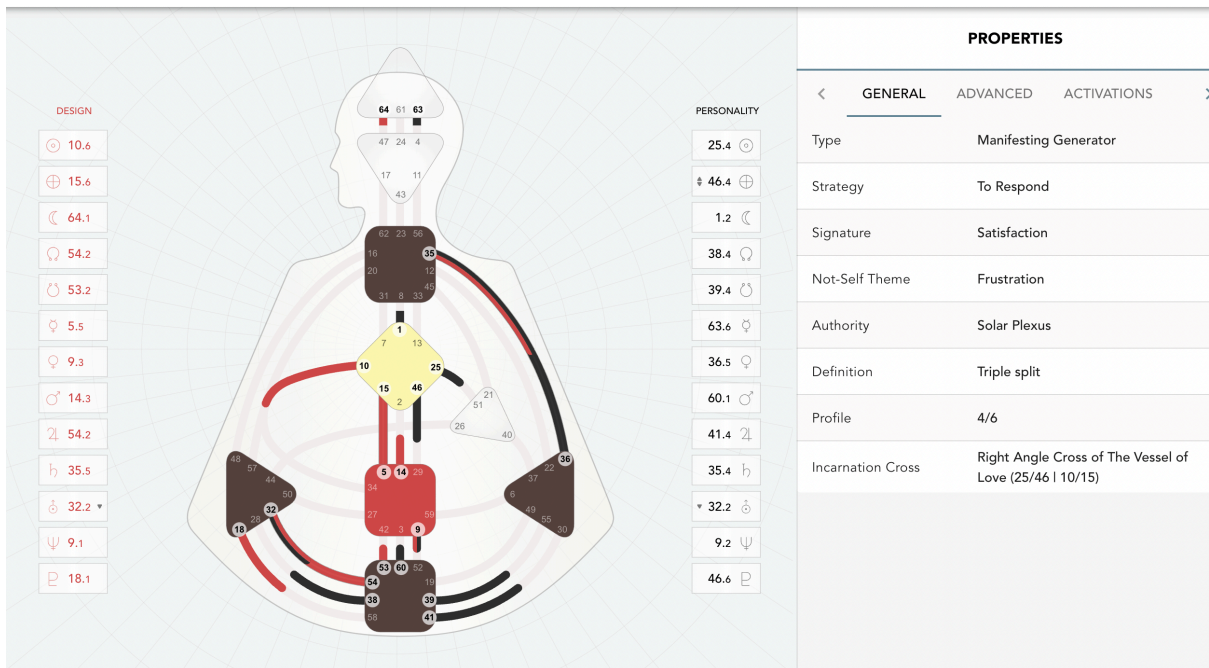 PROPERTIES
GENERAL ADVANCED ACTIVATIONS
Type Manifesting Generator
Strategy To Respond
Signature Satisfaction
Not-Self Theme Frustration
Authority Solar Plexus
Definition Triple split
Profile 4/6
Incarnation Cross Right Angle Cross of The Vessel of
Love (25/46 | 10/15)
DESIGN
10.6
15.6
64.1
54.2
53.2
5.5
9.3
14.3
54.2
35.5
32.2
9.1
18.1
64 61 63
47 24 4
17 11
43
62 23 56
16 35
20 12
45
31 8 33
1
7 13
10 25
15 46
2
21
51
26 40
48
57
44
50
32
28
18
5 14 29
34
27 59
42 3 9
36
22
37
6
49
55
30
53 60 52
54 19
38 39
58 41
PERSONALITY
25.4
46.4
1.2
38.4
39.4
63.6
36.5
60.1
41.4
35.4
32.2
9.2
46.6